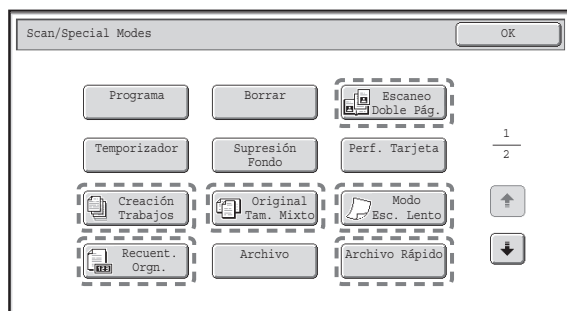 Scan/Special Modes
OK
Programa
Borrar
Escaneo
Doble Pág.
Temporizador
Supresión
Fondo
Perf. Tarjeta
1
2
Creación
Trabajos
Original
Tam. Mixto
Modo
Esc. Lento
Recuent.
Orgn.
123
Archivo
Archivo Rápido